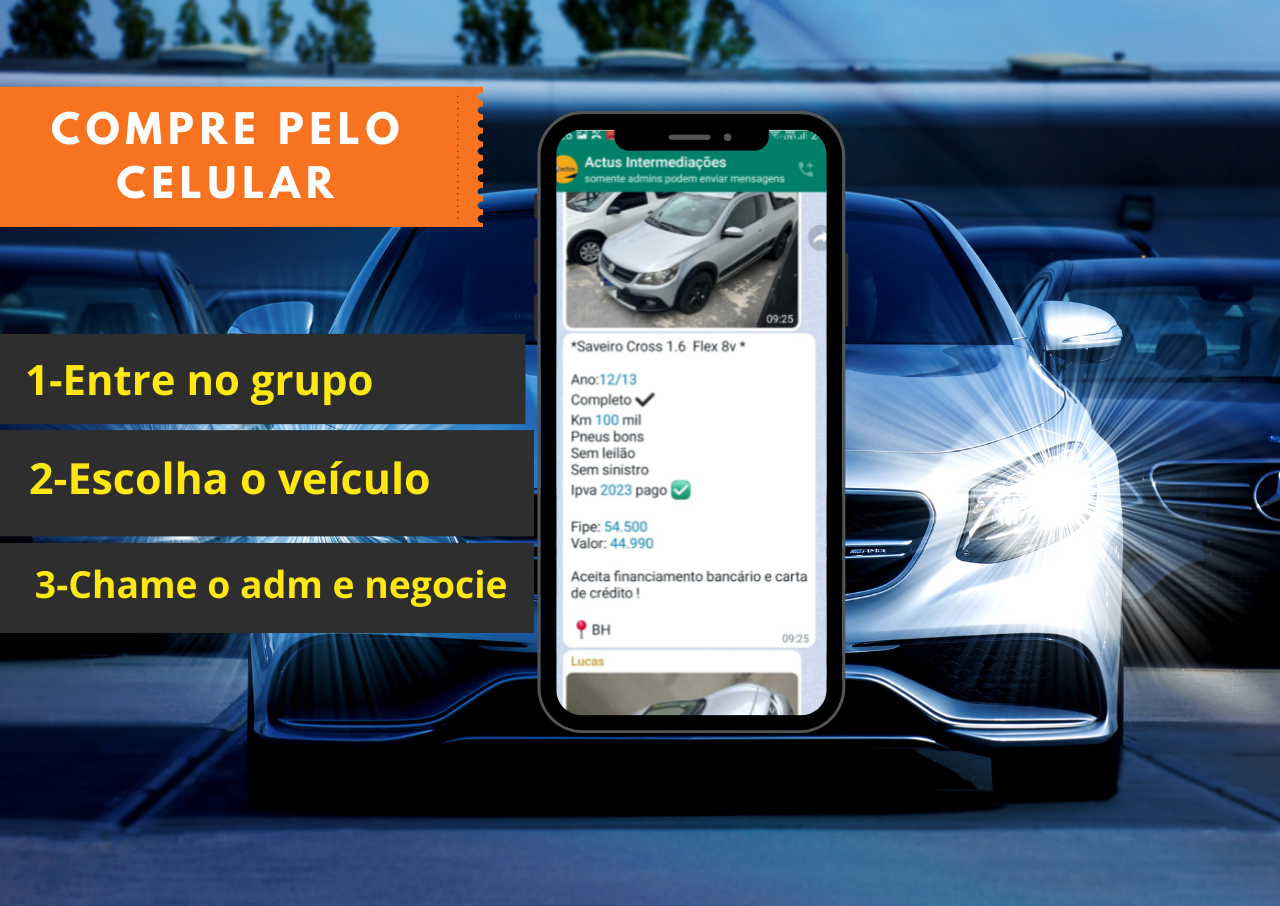 COMPRE PELO
CELULAR
1-Entre no grupo
2-Escolha o veículo
3-Chame o adm e negocie
Actus Intermediações
somente admins podem enviar mensagens
09:25
*Saveiro Cross 1.6 Flex 8v *
Ano:12/13
Completo ✔
Km 100 mil
Pneus bons
Sem leilão
Sem sinistro
Ipva 2023 pago ✅
Fipe: 54.500
Valor: 44.990
Aceita financiamento bancário e carta
de crédito !
📍 BH
09:25
Lucas
AMG